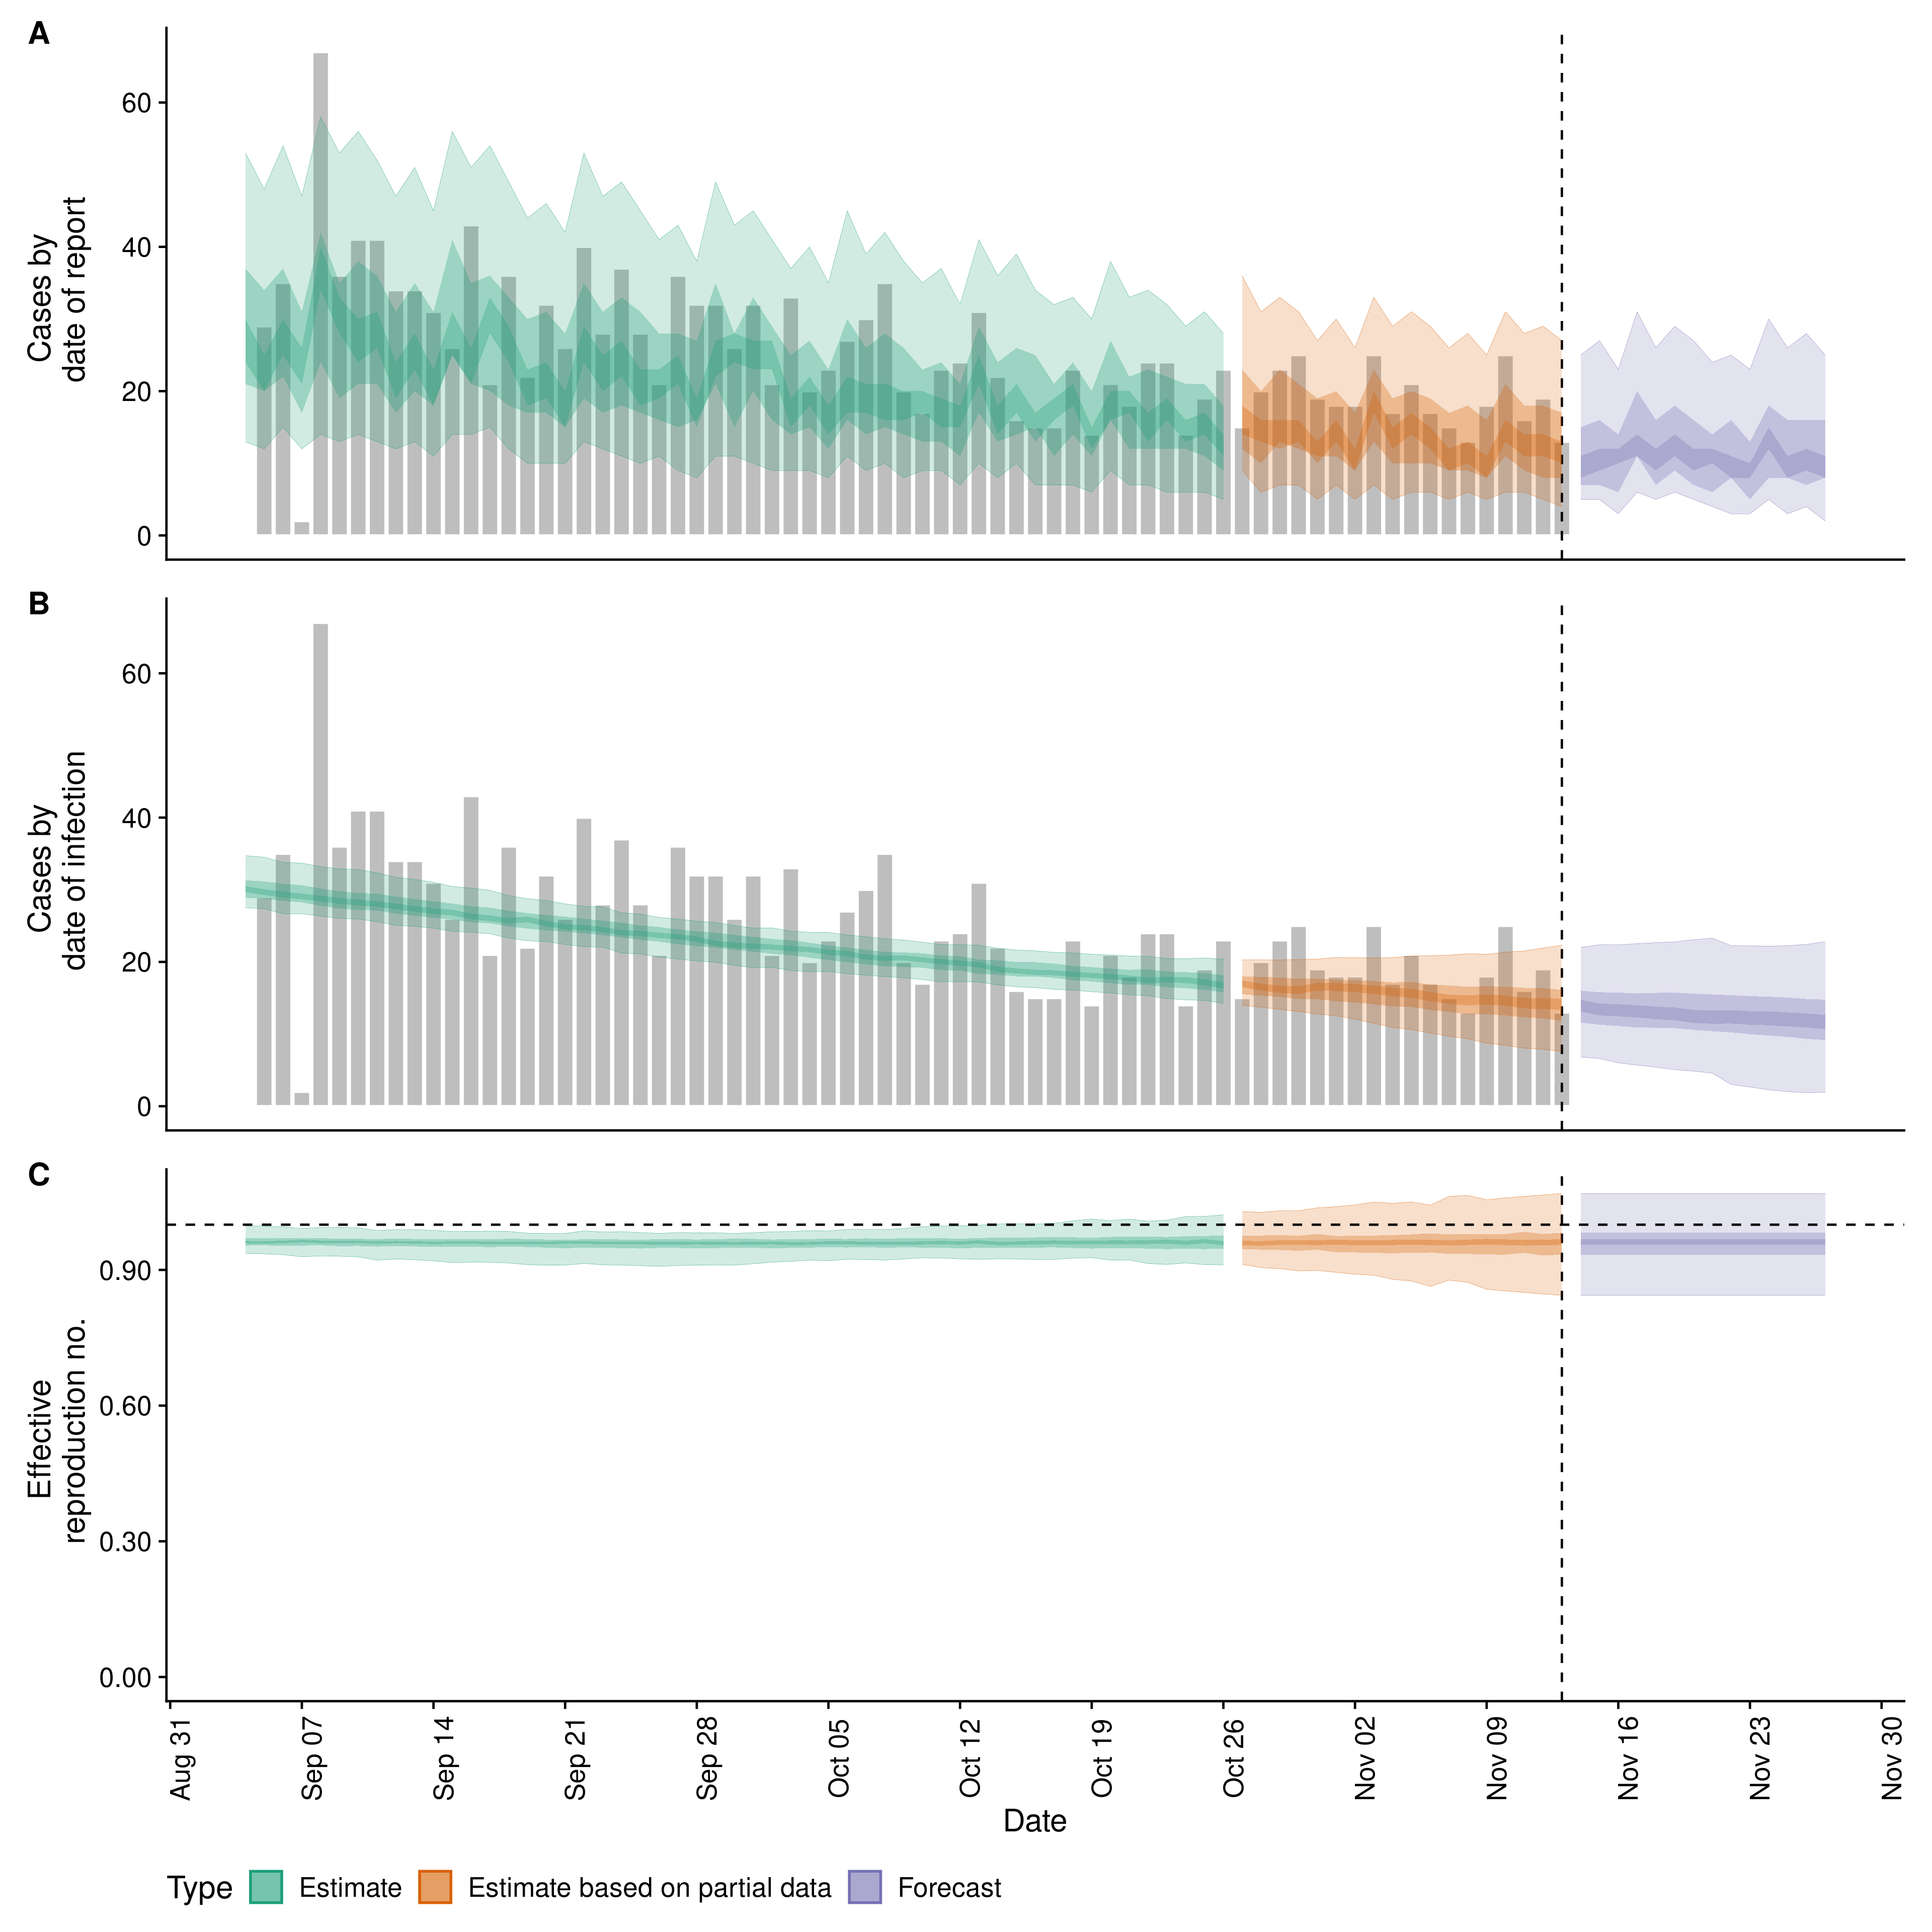 A
Cases by
date of report
60
40
20
0
B
Cases by
date of infection
60
40
20
0
C
Effective
reproduction no.
0.90
0.60
0.30
0.00
Aug 31
Sep 07
Sep 14
Sep 21
Sep 28
Oct 05
Oct 12
Oct 19
Oct 26
Nov 02
Nov 09
Nov 16
Nov 23
Nov 30
Date
Type Estimate Estimate based on partial data Forecast